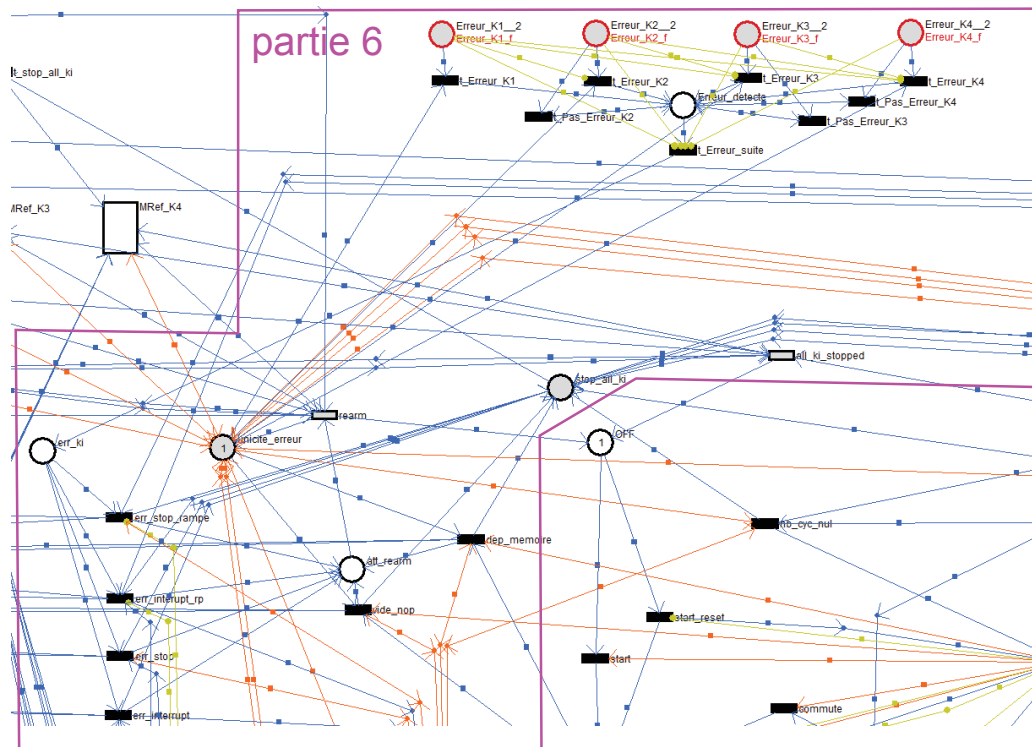 partie 6
Erreur_K1__2
Erreur_K1_f
Erreur_K2__2
Erreur_K2_f
Erreur_K3__2
Erreur_K3_f
Erreur_K4__2
Erreur_K4_f
t_stop_all_ki
t_Erreur_K1
t_Erreur_K2
t_Erreur_K3
t_Erreur_K4
Erreur_detecte
t_Pas_Erreur_K2
t_Pas_Erreur_K4
t_Pas_Erreur_K3
t_Erreur_suite
MRef_K3
MRef_K4
all_ki_stopped
stop_all_ki
rearm
err_ki
1
unicite_erreur
1
OFF
err_stop_rampe
nb_cyc_nul
dep_memoire
att_rearm
err_interupt_rp
vide_nop
start_reset
err_stop
start
err_interrupt
commute